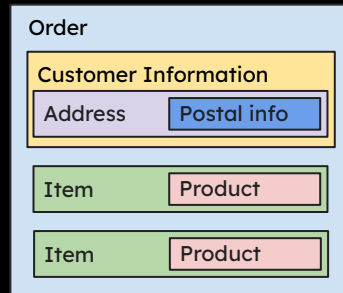 Order
Customer Information
Address Postal info
Item Product
Item Product